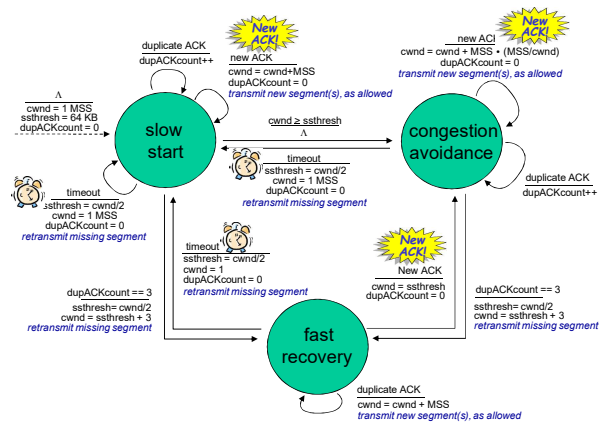 New
ACK!
duplicate ACK
dupACKcount++
new ACK
cwnd = cwnd+MSS
dupACKcount = 0
transmit new segment(s), as allowed
New
ACK!
new ACI
cwnd = cwnd + MSS • (MSS/cwnd)
dupACKcount = 0
transmit new segment(s), as allowed
Λ
cwnd = 1 MSS
ssthresh = 64 KB
dupACKcount = 0
slow
start
cwnd ≥ ssthresh
Λ
congestion
avoidance
timeout
ssthresh = cwnd/2
cwnd = 1 MSS
dupACKcount = 0
retransmit missing segment
timeout
ssthresh = cwnd/2
cwnd = 1 MSS
dupACKcount = 0
retransmit missing segment
duplicate ACK
dupACKcount++
timeout
ssthresh = cwnd/2
cwnd = 1
dupACKcount = 0
retransmit missing segment
New
ACK!
New ACK
cwnd = ssthresh
dupACKcount = 0
dupACKcount == 3
ssthresh= cwnd/2
cwnd = ssthresh + 3
retransmit missing segment
dupACKcount == 3
ssthresh= cwnd/2
cwnd = ssthresh + 3
retransmit missing segment
fast
recovery
duplicate ACK
cwnd = cwnd + MSS
transmit new segment(s), as allowed